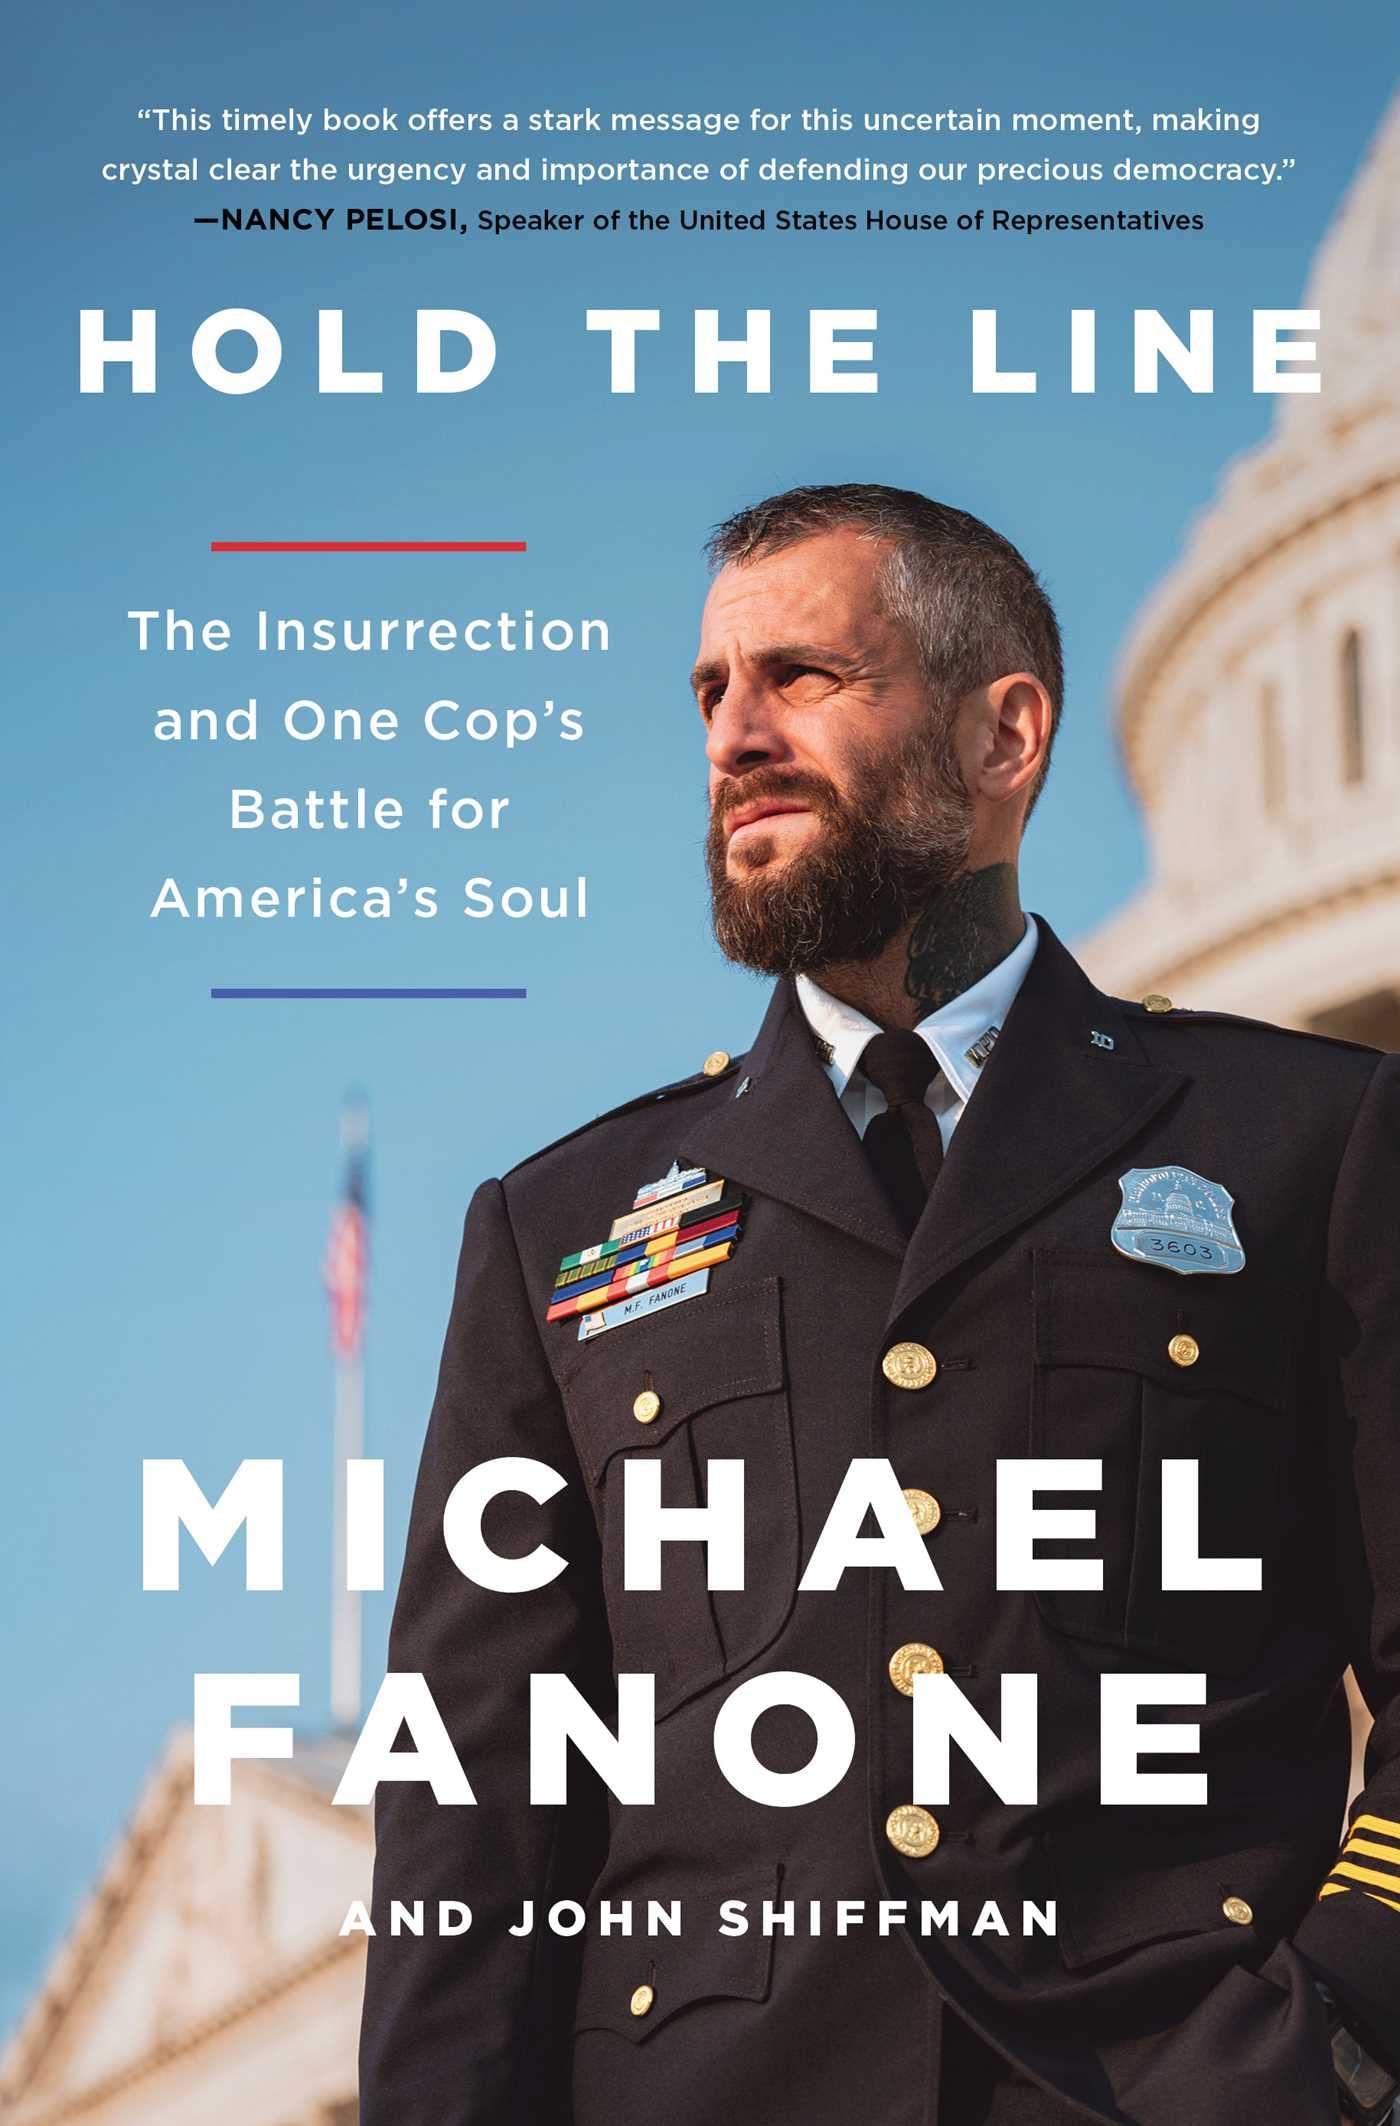 “This timely book offers a stark message for this uncertain moment, making
crystal clear the urgency and importance of defending our precious democracy.”
—NANCY PELOSI, Speaker of the United States House of Representatives
HOLD THE LINE
The Insurrection
and One Cop’s
Battle for
America’s Soul
MPD
3603
M.F. FANONE
MICHAEL
FANONE
AND JOHN SHIFFMAN